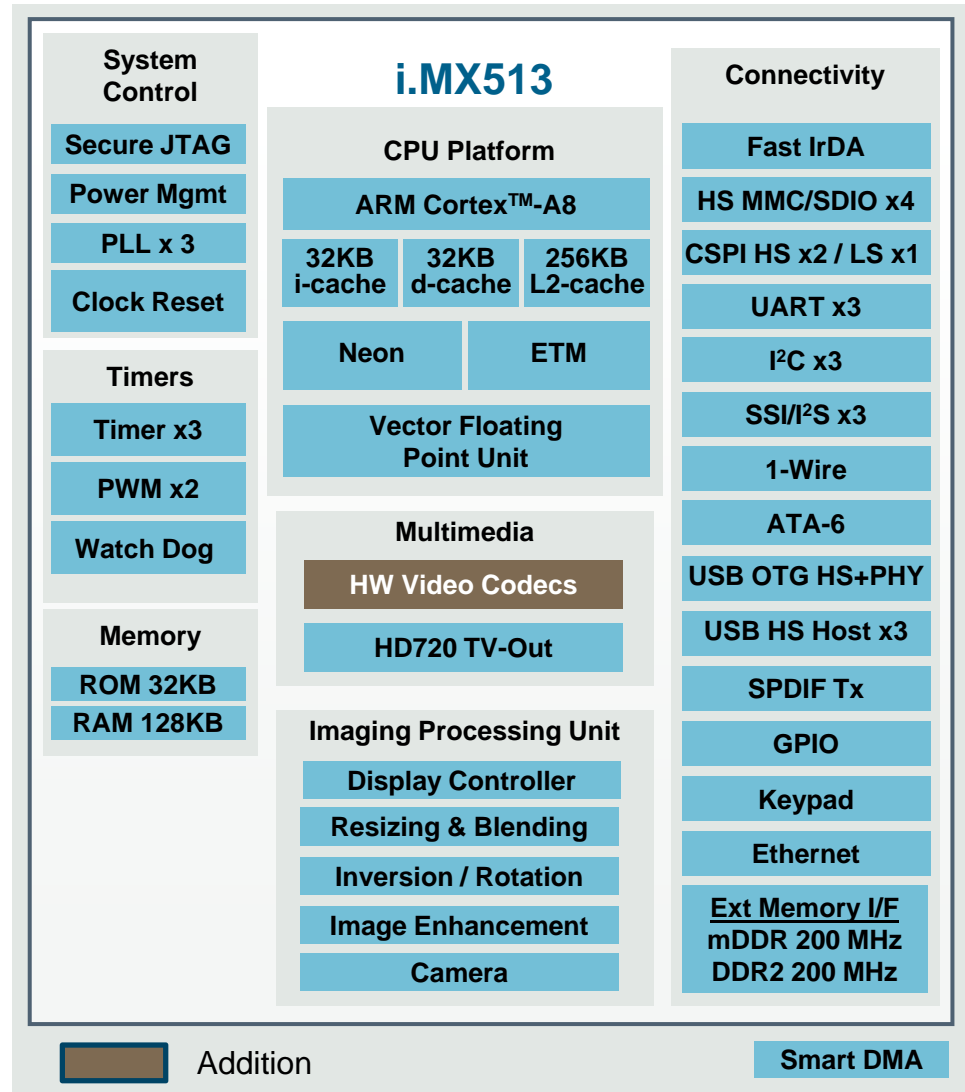 System
Control
Secure JTAG
Power Mgmt
PLL x 3
Clock Reset
Timers
Timer x3
PWM x2
Watch Dog
Memory
ROM 32KB
RAM 128KB
i.MX513
CPU Platform
ARM Cortex™-A8
32KB
i-cache
32KB
d-cache
256KB
L2-cache
Neon
ETM
Vector Floating
Point Unit
Multimedia
HW Video Codecs
HD720 TV-Out
Imaging Processing Unit
Display Controller
Resizing & Blending
Inversion / Rotation
Image Enhancement
Camera
Connectivity
Fast IrDA
HS MMC/SDIO x4
CSPI HS x2 / LS x1
UART x3
I²C x3
SSI/I²S x3
1-Wire
ATA-6
USB OTG HS+PHY
USB HS Host x3
SPDIF Tx
GPIO
Keypad
Ethernet
Ext Memory I/F
mDDR 200 MHz
DDR2 200 MHz
Addition
Smart DMA